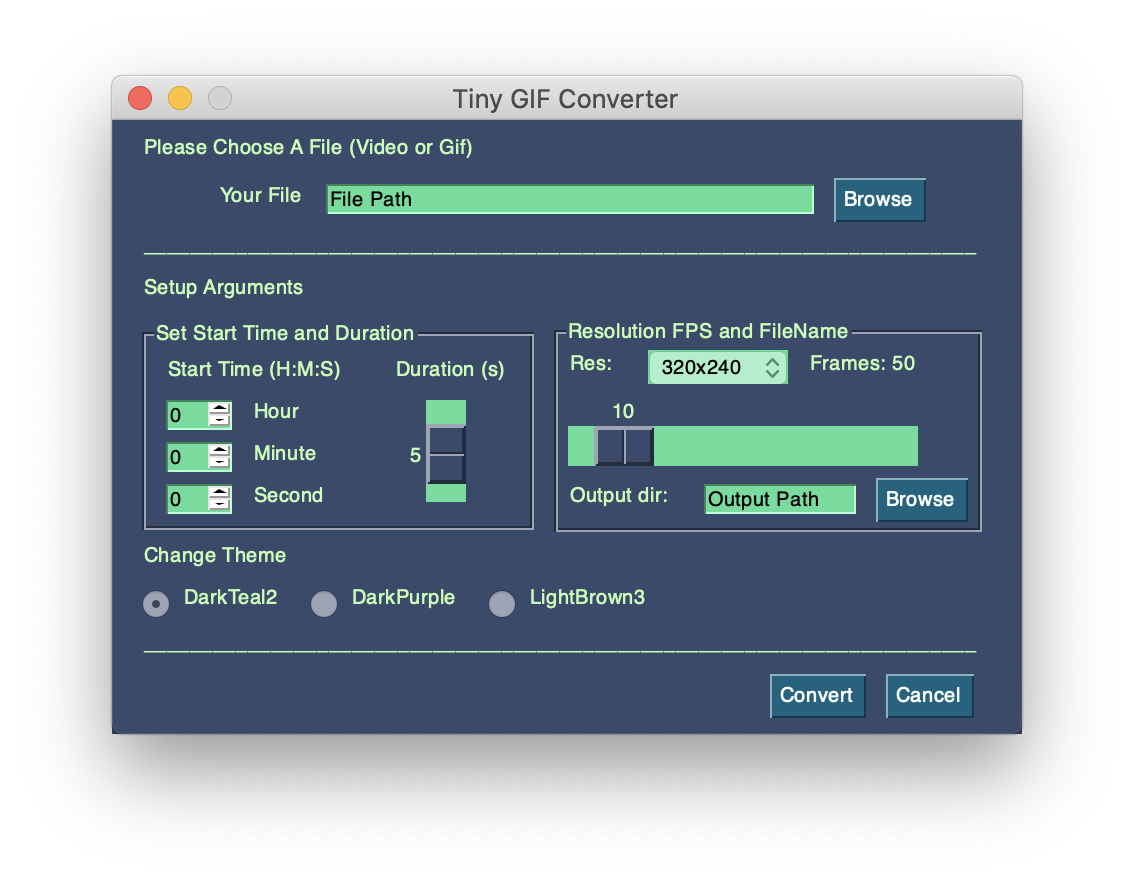 Tiny GIF Converter
Please Choose A File (Video or Gif)
Your File File Path Browse
Setup Arguments
Set Start Time and Duration
Start Time (H:M:S) Duration (s)
0 Hour
0 Minute 5
0 Second
Resolution FPS and FileName
Res: 320x240 Frames: 50
10
Output dir: Output Path Browse
Change Theme
DarkTeal2 DarkPurple LightBrown3
Convert Cancel